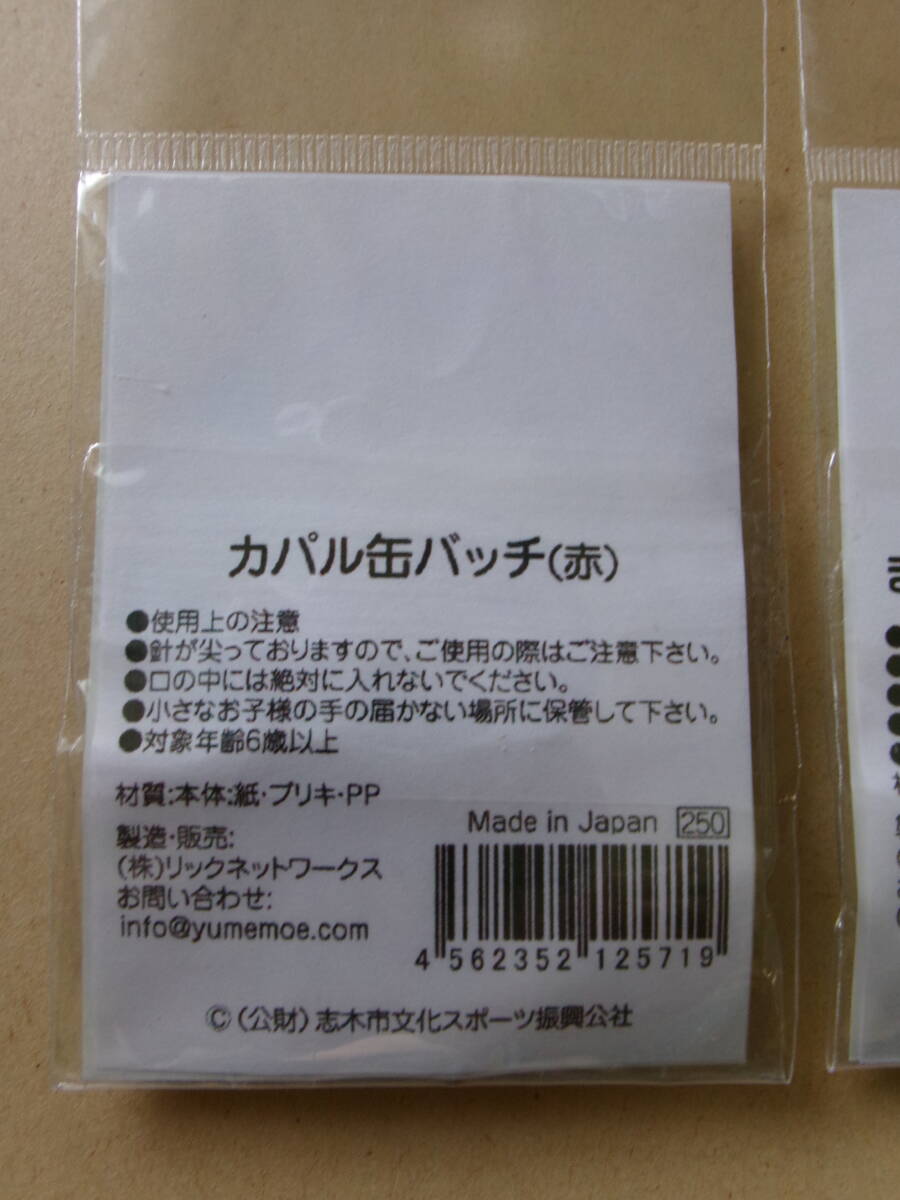 カパル缶バッチ(赤)
●使用上の注意
●針が尖っておりますので、ご使用の際はご注意下さい。
●口の中には絶対に入れないでください。
●小さなお子様の手の届かない場所に保管して下さい。
●対象年齢6歳以上
材質:本体:紙・ブリキ・PP
Made in Japan 250
製造・販売:
(株)リックネットワークス
お問い合わせ:
info@yumemoe.com
4 562352 125719
©(公財)志木市文化スポーツ振興公社